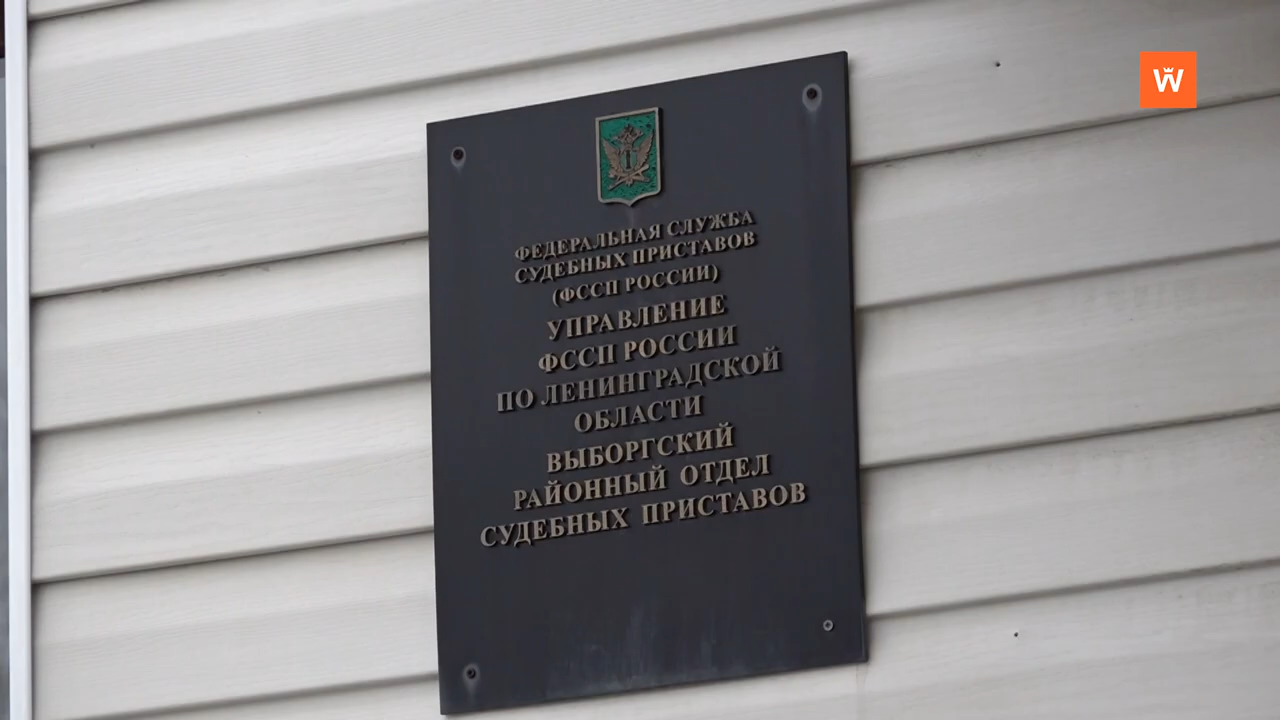 W
ФЕДЕРАЛЬНАЯ СЛУЖБА
СУДЕБНЫХ ПРИСТАВОВ
(ФССП РОССИИ)
УПРАВЛЕНИЕ
ФССП РОССИИ
ПО ЛЕНИНГРАДСКОЙ
ОБЛАСТИ
ВЫБОРГСКИЙ
РАЙОННЫЙ ОТДЕЛ
СУДЕБНЫХ ПРИСТАВОВ